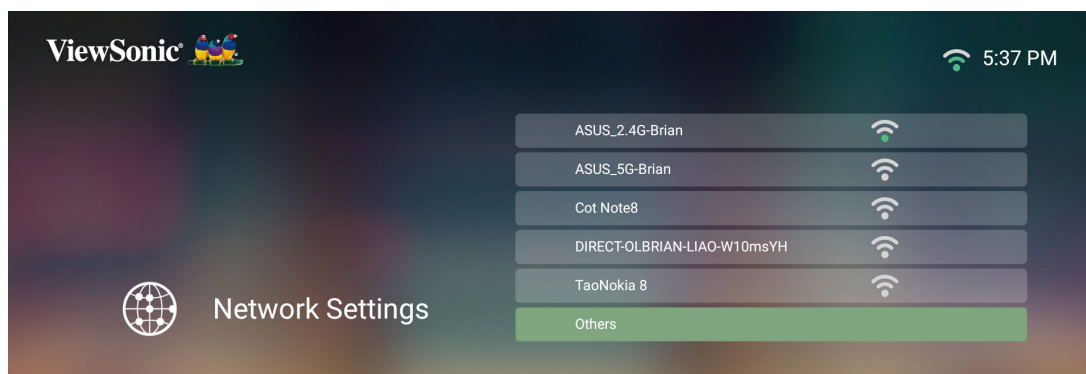 ViewSonic®
5:37 PM
ASUS_2.4G-Brian
ASUS_5G-Brian
Cot Note8
DIRECT-OLBRIAN-LIAO-W10msYH
TaoNokia 8
Network Settings
Others